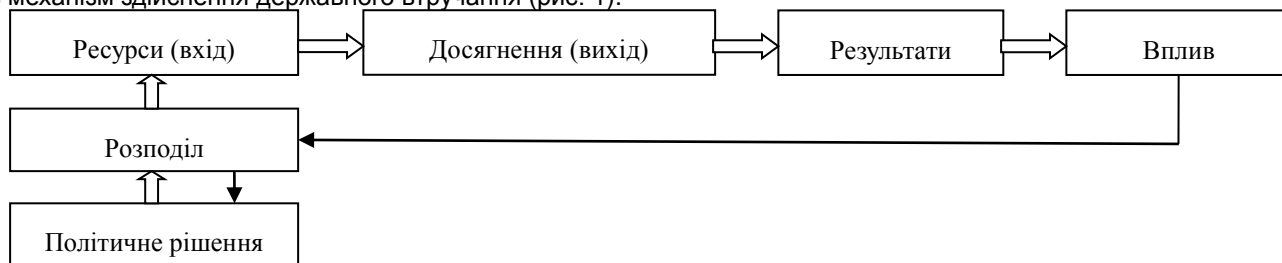 механізм здійснення державного втручання (рис. 1).
Ресурси (вхід)
Досягнення (вихід)
Результати
Вплив
Розподіл
Політичне рішення